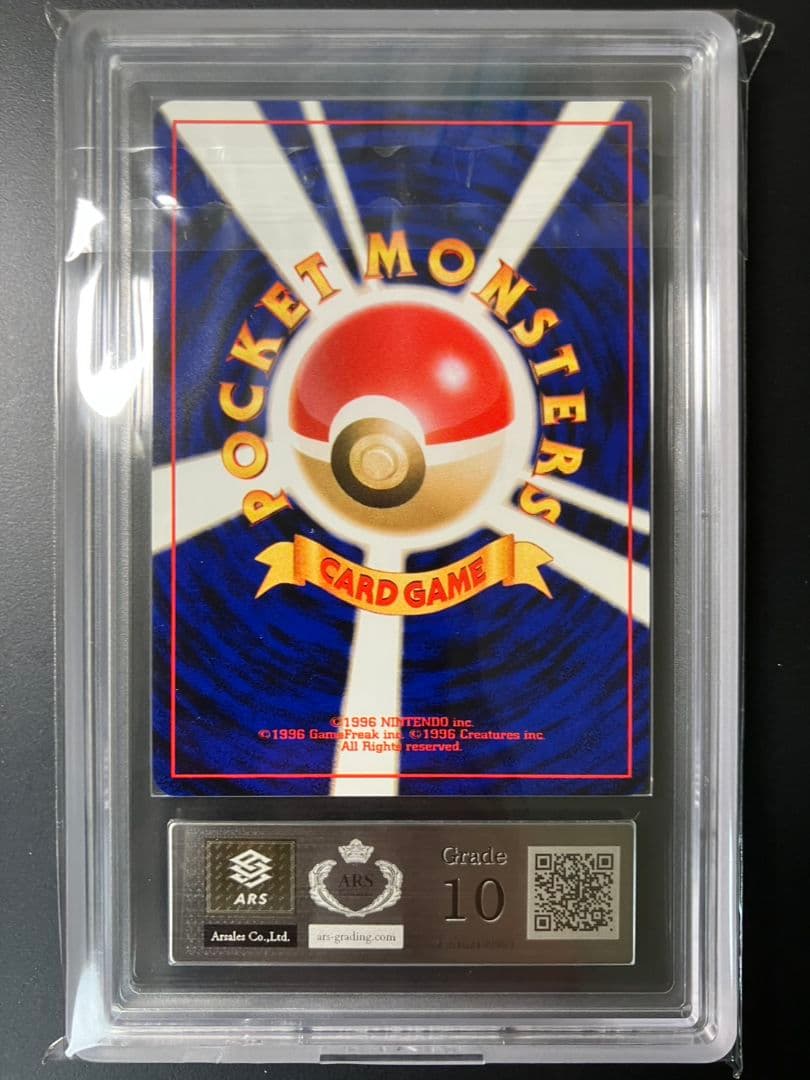 POCKET MONSTERS
CARD GAME
©1996 NINTENDO inc.
©1996 GameFreak inc. ©1996 Creatures inc.
All Rights reserved.
ARS
Arsales Co.,Ltd.
ARS
ars-grading.com
Grade
10